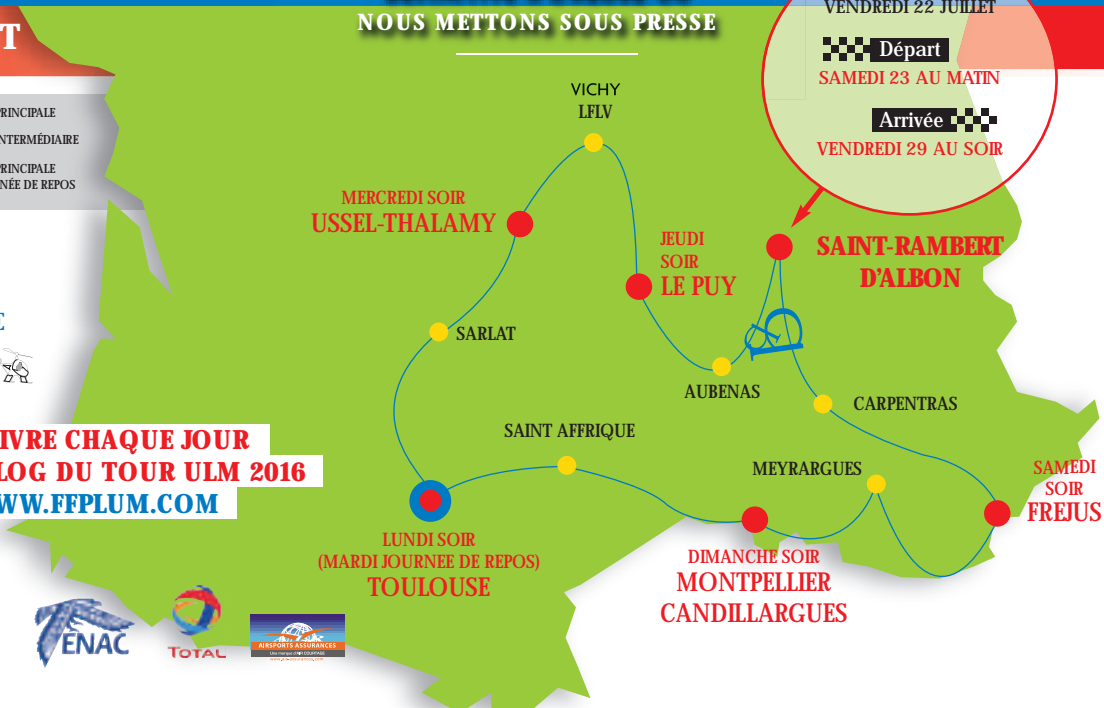 NOUS METTONS SOUS PRESSE
VENDREDI 22 JUILLET
Départ
SAMEDI 23 AU MATIN
Arrivée
VENDREDI 29 AU SOIR
T
PRINCIPALE
NTERMÉDIAIRE
PRINCIPALE
NÉE DE REPOS
VICHY
LFLV
MERCREDI SOIR
USSEL-THALAMY
JEUDI
SOIR
LE PUY
SAINT-RAMBERT
D'ALBON
E
SARLAT
AUBENAS
CARPENTRAS
SAINT AFFRIQUE
MEYRARGUES
SAMEDI
SOIR
FREJUS
IVRE CHAQUE JOUR
LOG DU TOUR ULM 2016
WW.FFPLUM.COM
LUNDI SOIR
(MARDI JOURNEE DE REPOS)
TOULOUSE
DIMANCHE SOIR
MONTPELLIER
CANDILLARGUES
ENAC
TOTAL
AIRSPORTS ASSURANCES